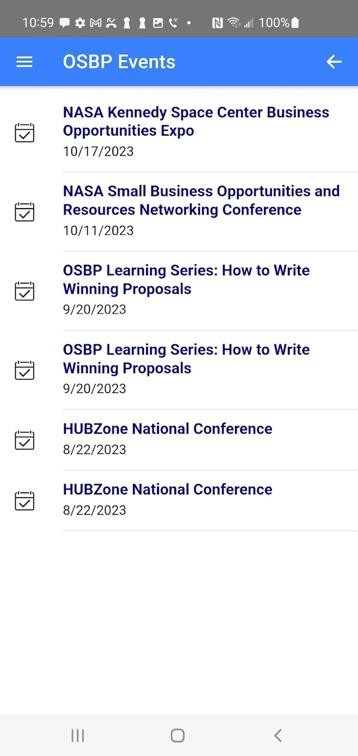 10:59
100%
OSBP Events
NASA Kennedy Space Center Business
Opportunities Expo
10/17/2023
NASA Small Business Opportunities and
Resources Networking Conference
10/11/2023
OSBP Learning Series: How to Write
Winning Proposals
9/20/2023
OSBP Learning Series: How to Write
Winning Proposals
9/20/2023
HUBZone National Conference
8/22/2023
HUBZone National Conference
8/22/2023